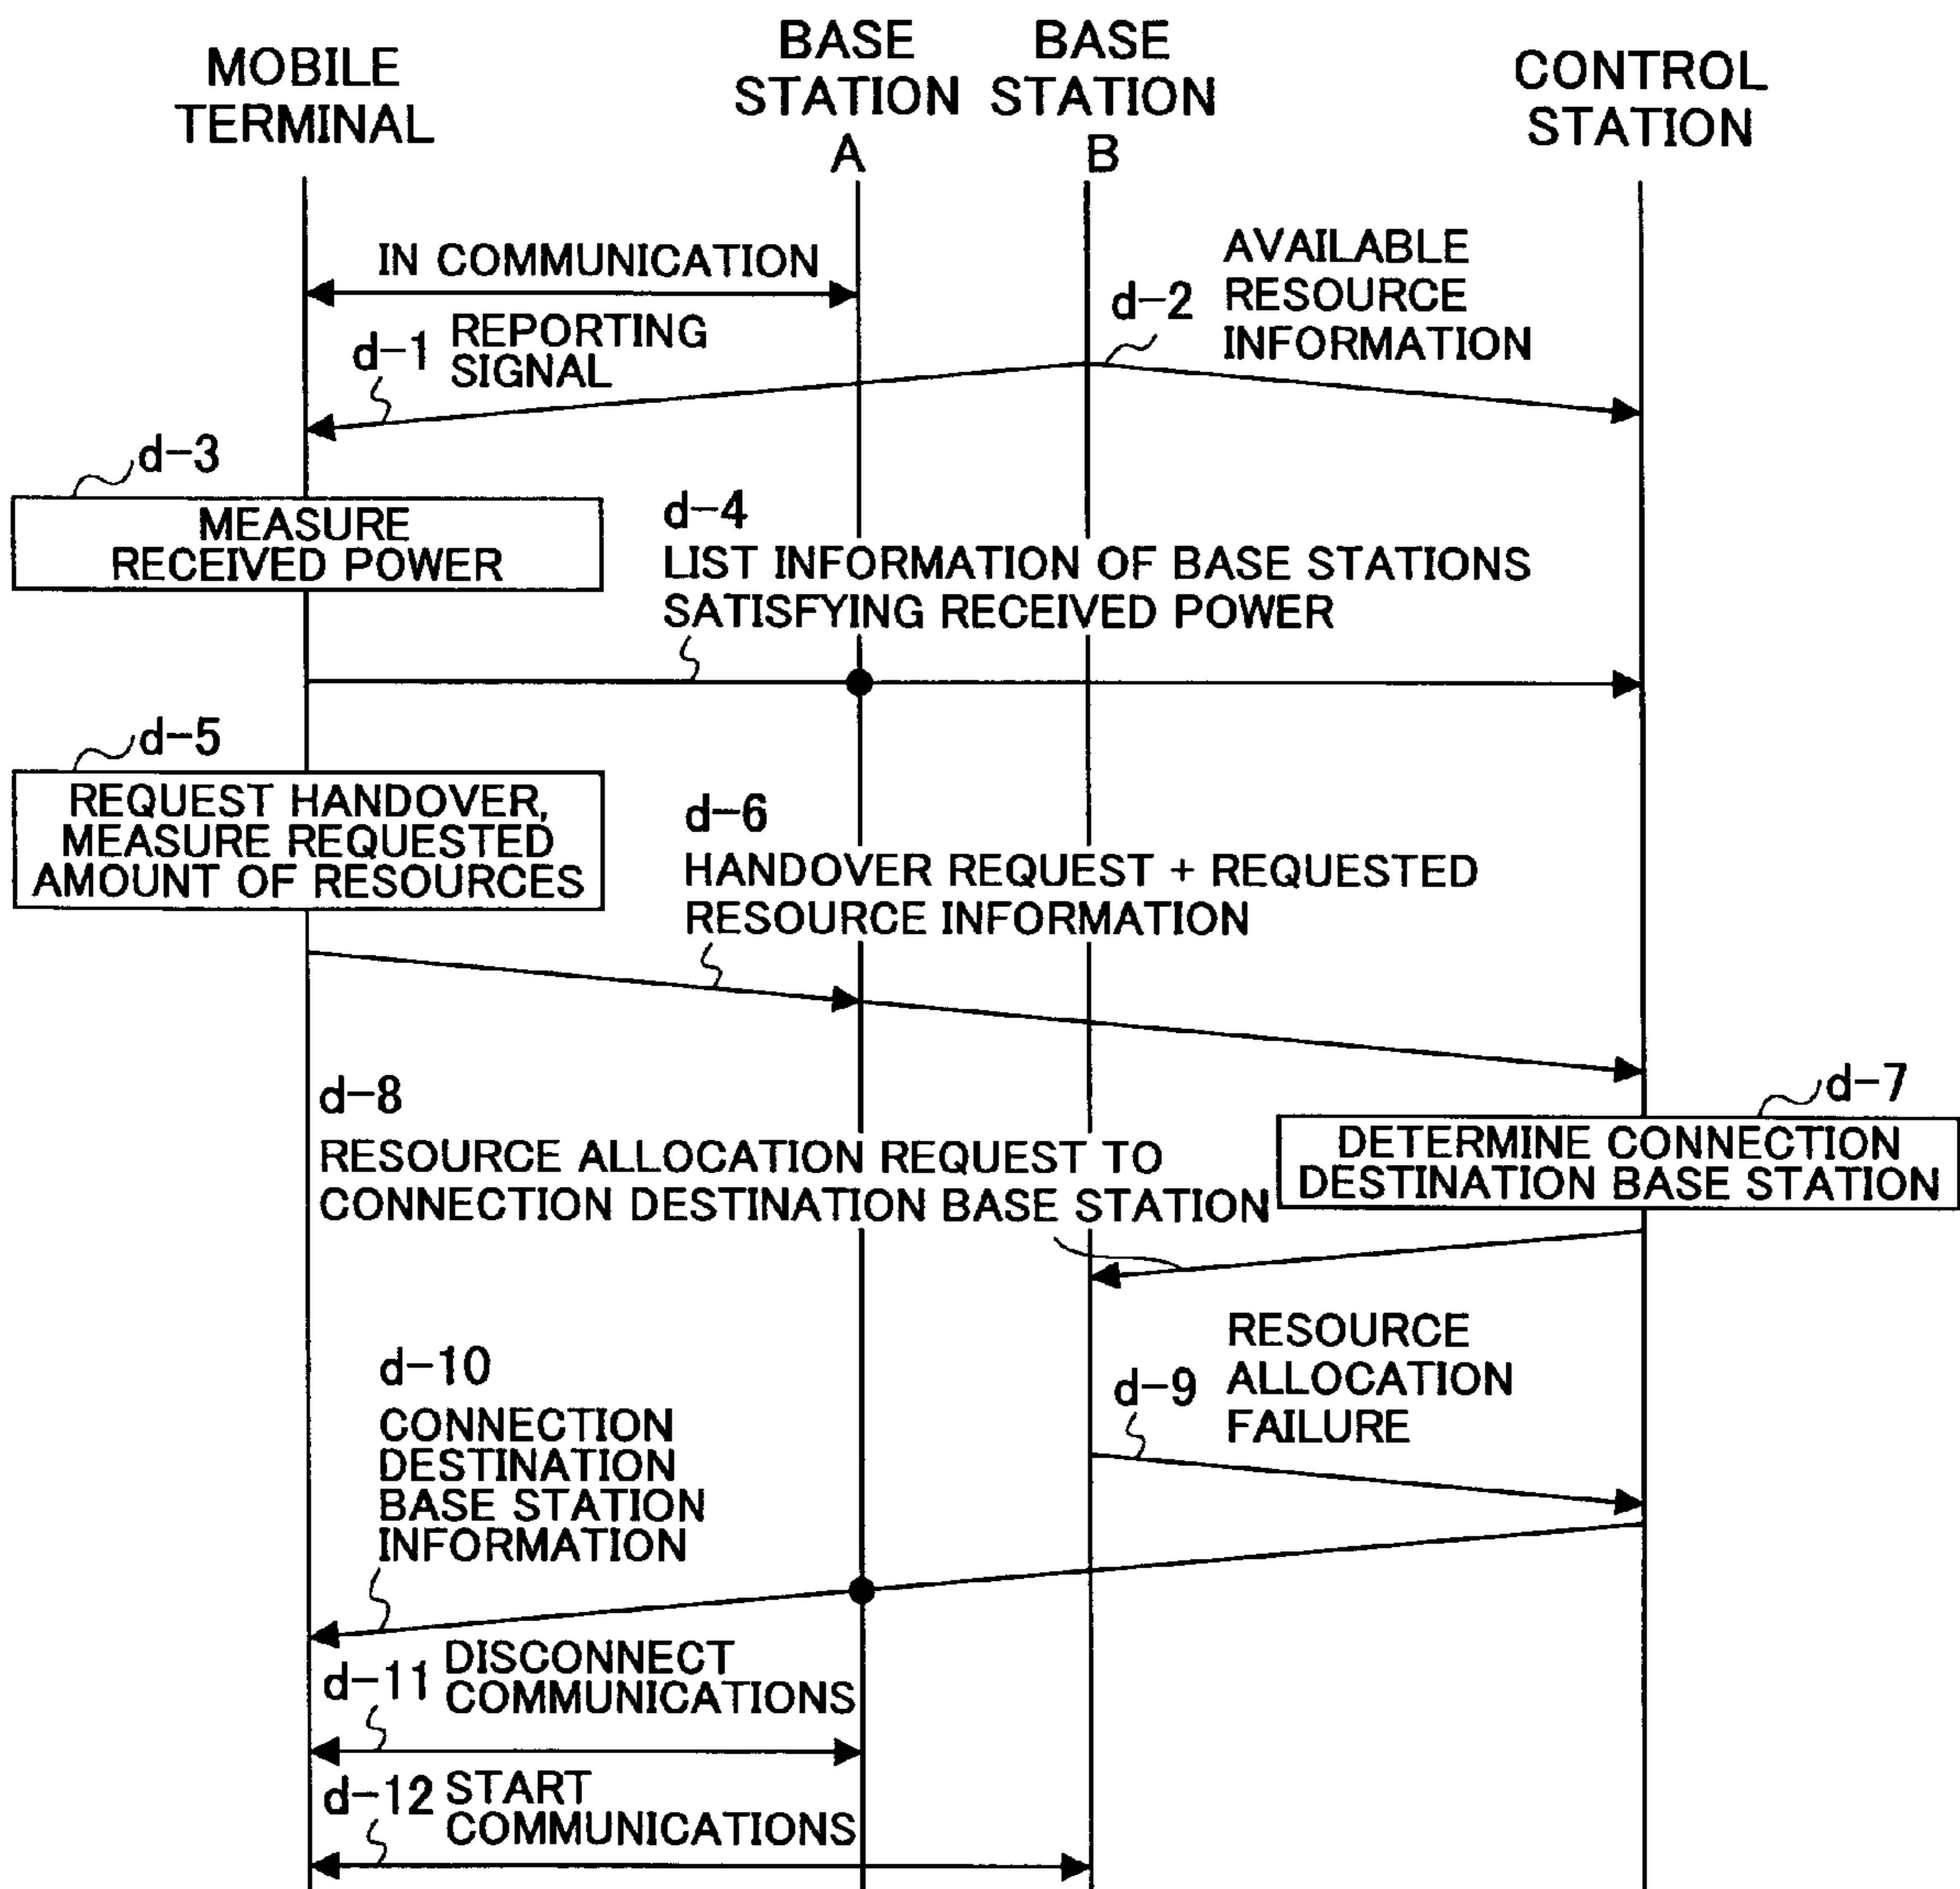 MOBILE
TERMINAL
BASE
STATION
A
BASE
STATION
B
CONTROL
STATION
IN COMMUNICATION
d-1
REPORTING
SIGNAL
d-2
AVAILABLE
RESOURCE
INFORMATION
d-3
MEASURE
RECEIVED POWER
d-4
LIST INFORMATION OF BASE STATIONS
SATISFYING RECEIVED POWER
d-5
REQUEST HANDOVER,
MEASURE REQUESTED
AMOUNT OF RESOURCES
d-6
HANDOVER REQUEST + REQUESTED
RESOURCE INFORMATION
d-7
DETERMINE CONNECTION
DESTINATION BASE STATION
d-8
RESOURCE ALLOCATION REQUEST TO
CONNECTION DESTINATION BASE STATION
d-9
RESOURCE
ALLOCATION
FAILURE
d-10
CONNECTION
DESTINATION
BASE STATION
INFORMATION
d-11
DISCONNECT
COMMUNICATIONS
d-12
START
COMMUNICATIONS